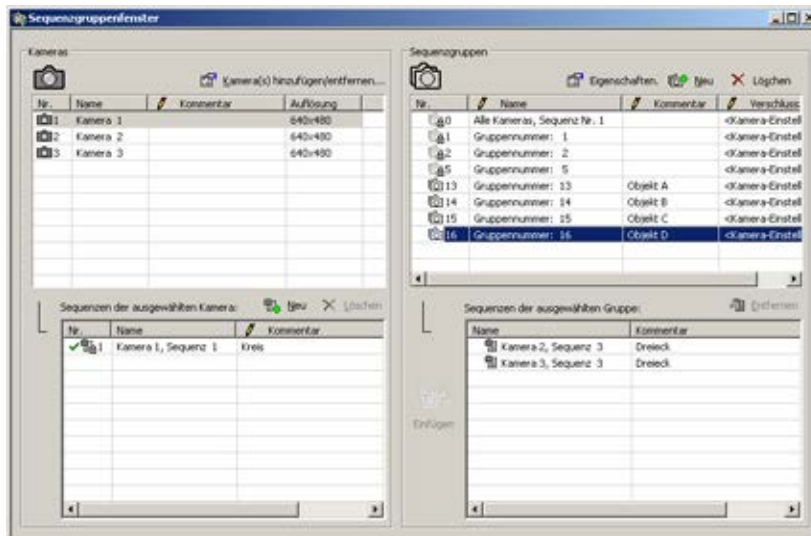 Sequenzgruppenfenster
Kameras
Kamera(s) hinzufügen/entfernen...
Nr. Name Kommentar Auflösung
1 Kamera 1 640x480
2 Kamera 2 640x480
3 Kamera 3 640x480
Sequenzen der ausgewählten Kamera: Neu Löschen
Nr. Name Kommentar
1 Kamera 1, Sequenz 1 Kreis
Sequenzgruppen
Eigenschaften. Neu Löschen
Nr. Name Kommentar Verschluss
0 Alle Kameras, Sequenz Nr. 1 <Kamera-Einstell
1 Gruppennummer: 1 <Kamera-Einstell
2 Gruppennummer: 2 <Kamera-Einstell
5 Gruppennummer: 5 <Kamera-Einstell
13 Gruppennummer: 13 Objekt A <Kamera-Einstell
14 Gruppennummer: 14 Objekt B <Kamera-Einstell
15 Gruppennummer: 15 Objekt C <Kamera-Einstell
16 Gruppennummer: 16 Objekt D <Kamera-Einstell
Sequenzen der ausgewählten Gruppe: Entfernen
Name Kommentar
Kamera 2, Sequenz 3 Dreieck
Kamera 3, Sequenz 3 Dreieck
Einfügen